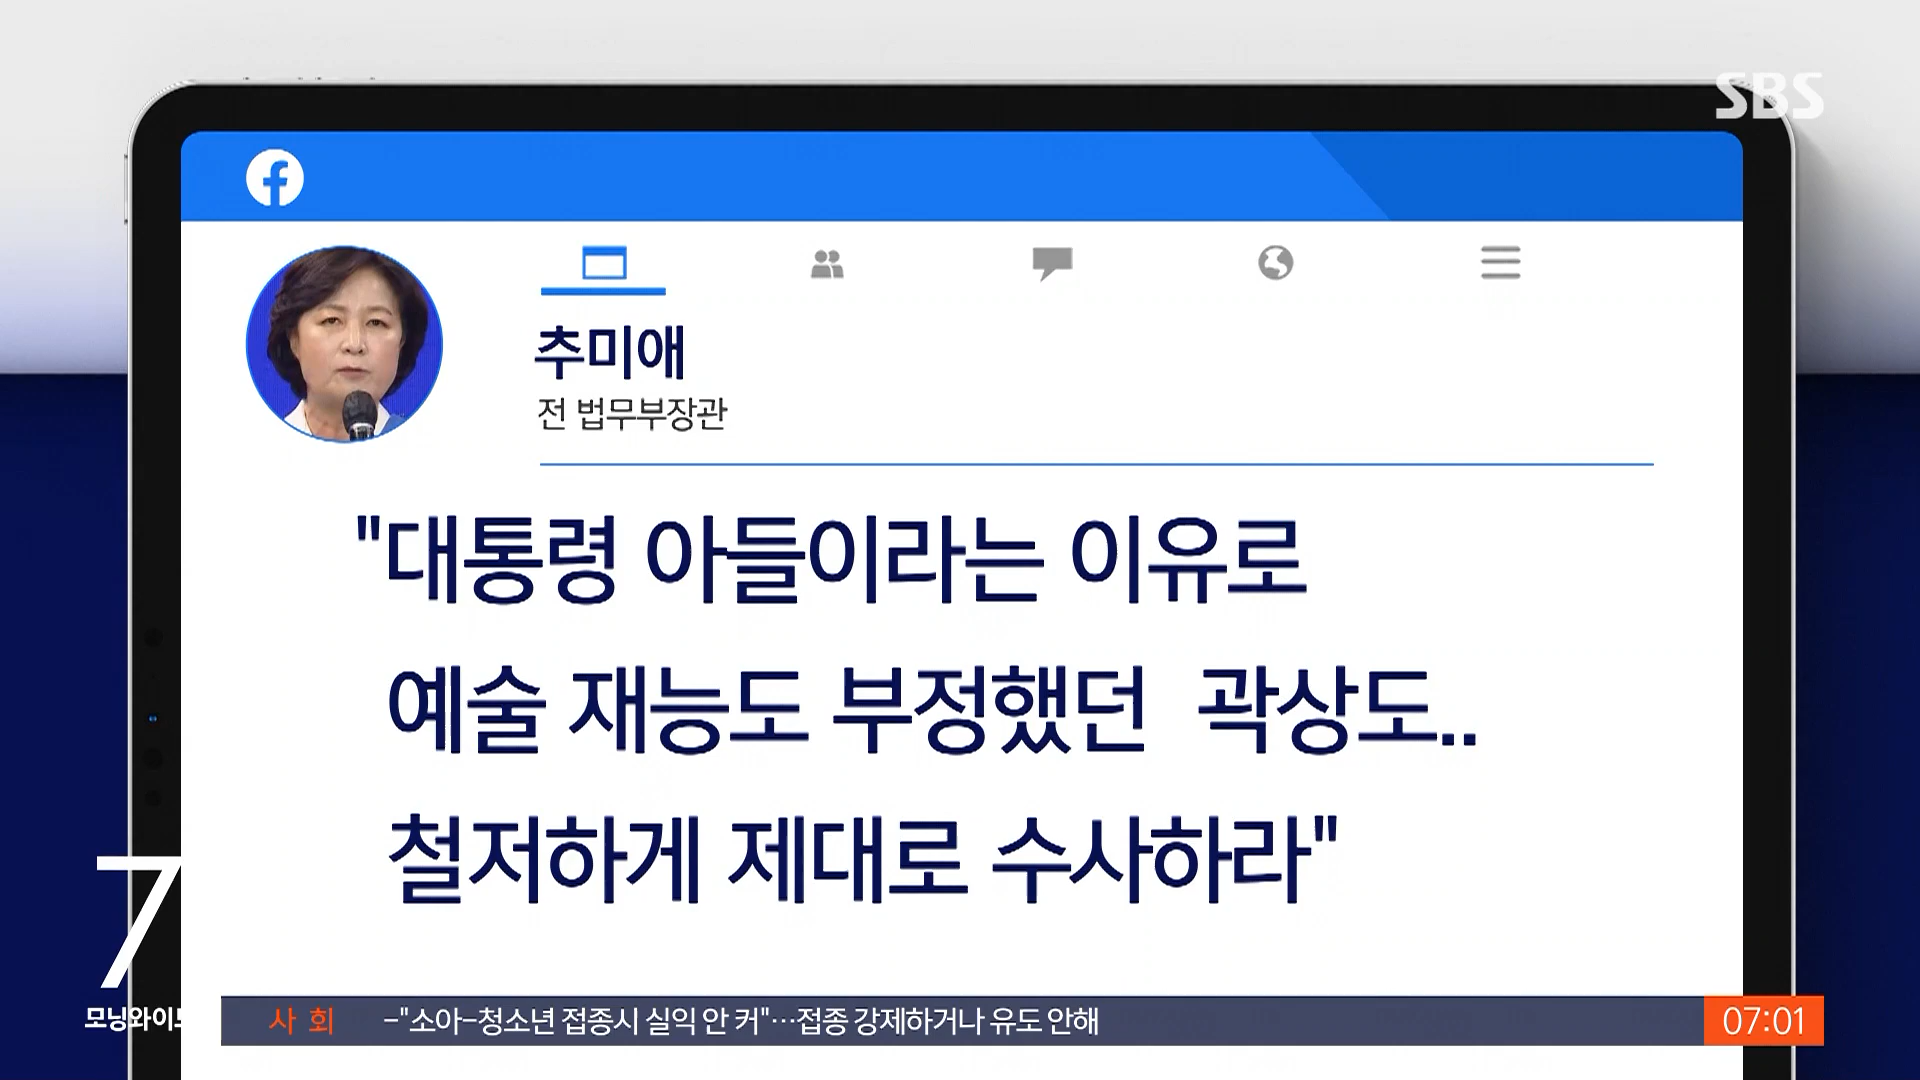 SBS
추미애
전 법무부장관
"대통령 아들이라는 이유로
예술 재능도 부정했던 곽상도..
철저하게 제대로 수사하라"
7
모닝와이드
사 회 -"소아-청소년 접종시 실익 안 커"…접종 강제하거나 유도 안해
07:01